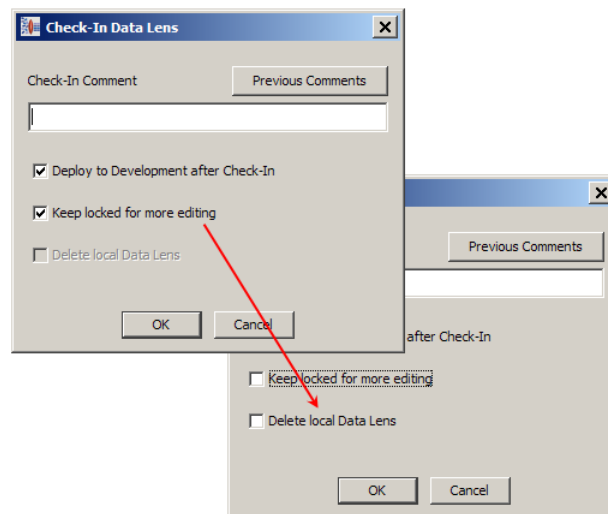 Check-In Data Lens
Check-In Comment
Previous Comments
Deploy to Development after Check-In
Keep locked for more editing
Delete local Data Lens
OK
Cancel
Previous Comments
after Check-In
Keep locked for more editing
Delete local Data Lens
OK
Cancel